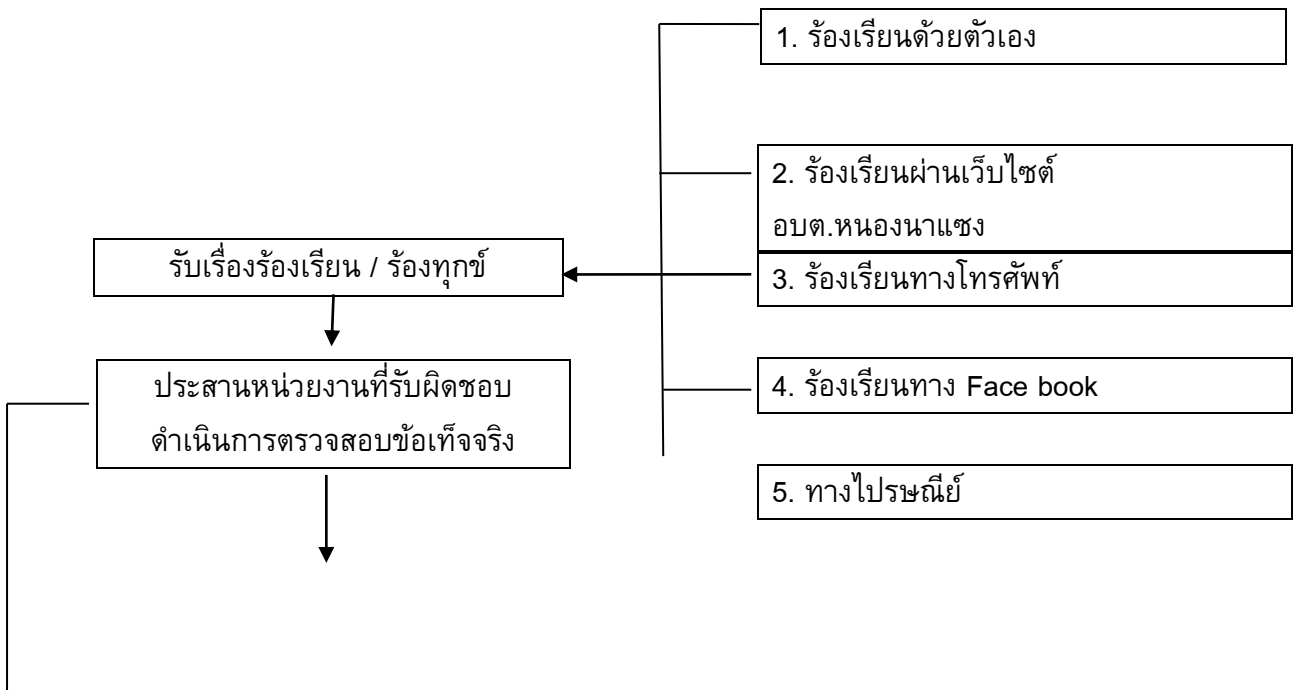 1. ร้องเรียนด้วยตัวเอง
2. ร้องเรียนผ่านเว็บไซต์
อบต.หนองนาแซง
รับเรื่องร้องเรียน / ร้องทุกข์
3. ร้องเรียนทางโทรศัพท์
ประสานหน่วยงานที่รับผิดชอบ
ดำเนินการตรวจสอบข้อเท็จจริง
4. ร้องเรียนทาง Face book
5. ทางไปรษณีย์